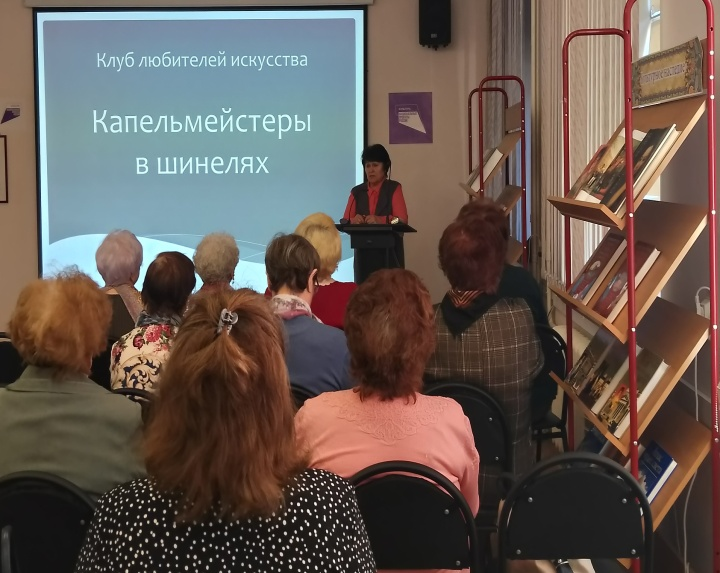 Клуб любителей искусства
Капельмейстеры
в шинелях